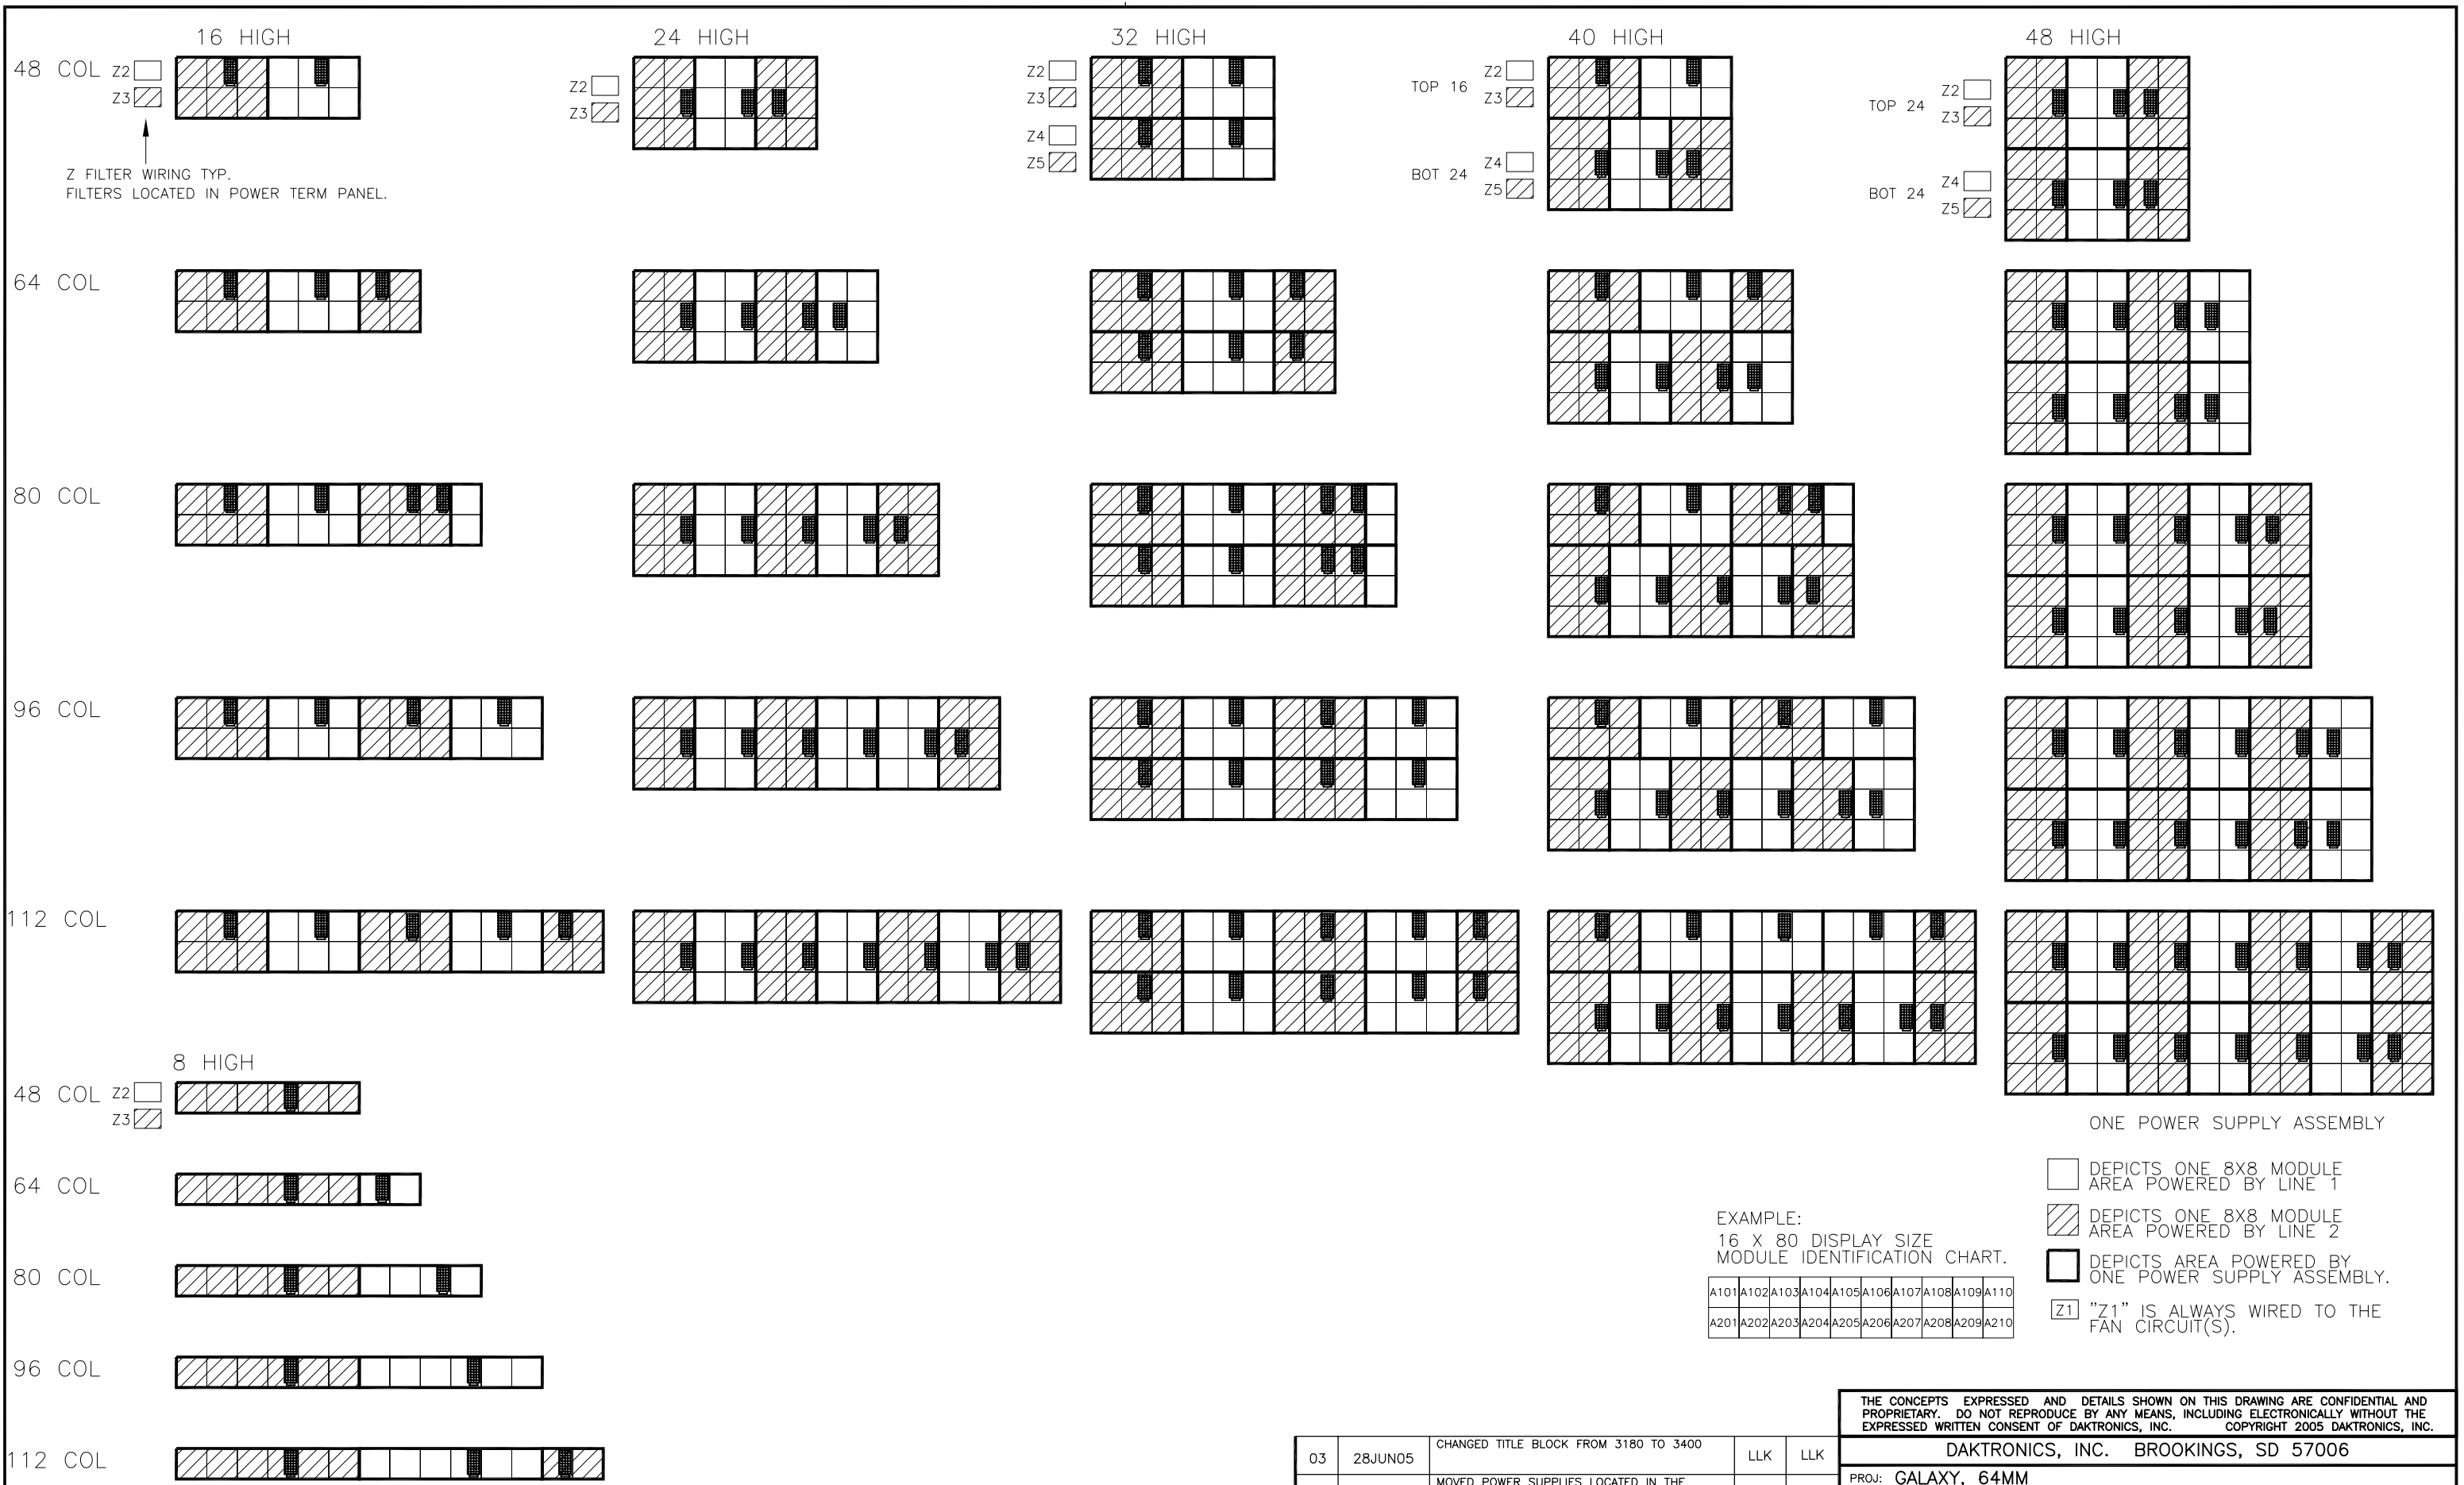 16 HIGH
24 HIGH
32 HIGH
40 HIGH
48 HIGH
48 COL
Z2
Z3
Z2
Z3
Z2
Z3
Z4
Z5
TOP 16
Z2
Z3
BOT 24
Z4
Z5
TOP 24
Z2
Z3
BOT 24
Z4
Z5
Z FILTER WIRING TYP.
FILTERS LOCATED IN POWER TERM PANEL.
64 COL
80 COL
96 COL
112 COL
8 HIGH
48 COL
Z2
Z3
64 COL
80 COL
96 COL
112 COL
ONE POWER SUPPLY ASSEMBLY
DEPICTS ONE 8X8 MODULE
AREA POWERED BY LINE 1
DEPICTS ONE 8X8 MODULE
AREA POWERED BY LINE 2
DEPICTS AREA POWERED BY
ONE POWER SUPPLY ASSEMBLY.
Z1 "Z1" IS ALWAYS WIRED TO THE
FAN CIRCUIT(S).
EXAMPLE:
16 X 80 DISPLAY SIZE
MODULE IDENTIFICATION CHART.
A101 A102 A103 A104 A105 A106 A107 A108 A109 A110
A201 A202 A203 A204 A205 A206 A207 A208 A209 A210
THE CONCEPTS EXPRESSED AND DETAILS SHOWN ON THIS DRAWING ARE CONFIDENTIAL AND
PROPRIETARY. DO NOT REPRODUCE BY ANY MEANS, INCLUDING ELECTRONICALLY WITHOUT THE
EXPRESSED WRITTEN CONSENT OF DAKTRONICS, INC. COPYRIGHT 2005 DAKTRONICS, INC.
DAKTRONICS, INC. BROOKINGS, SD 57006
PROJ: GALAXY, 64MM
03 28JUN05 CHANGED TITLE BLOCK FROM 3180 TO 3400 LLK LLK
MOVED POWER SUPPLIES LOCATED IN THE